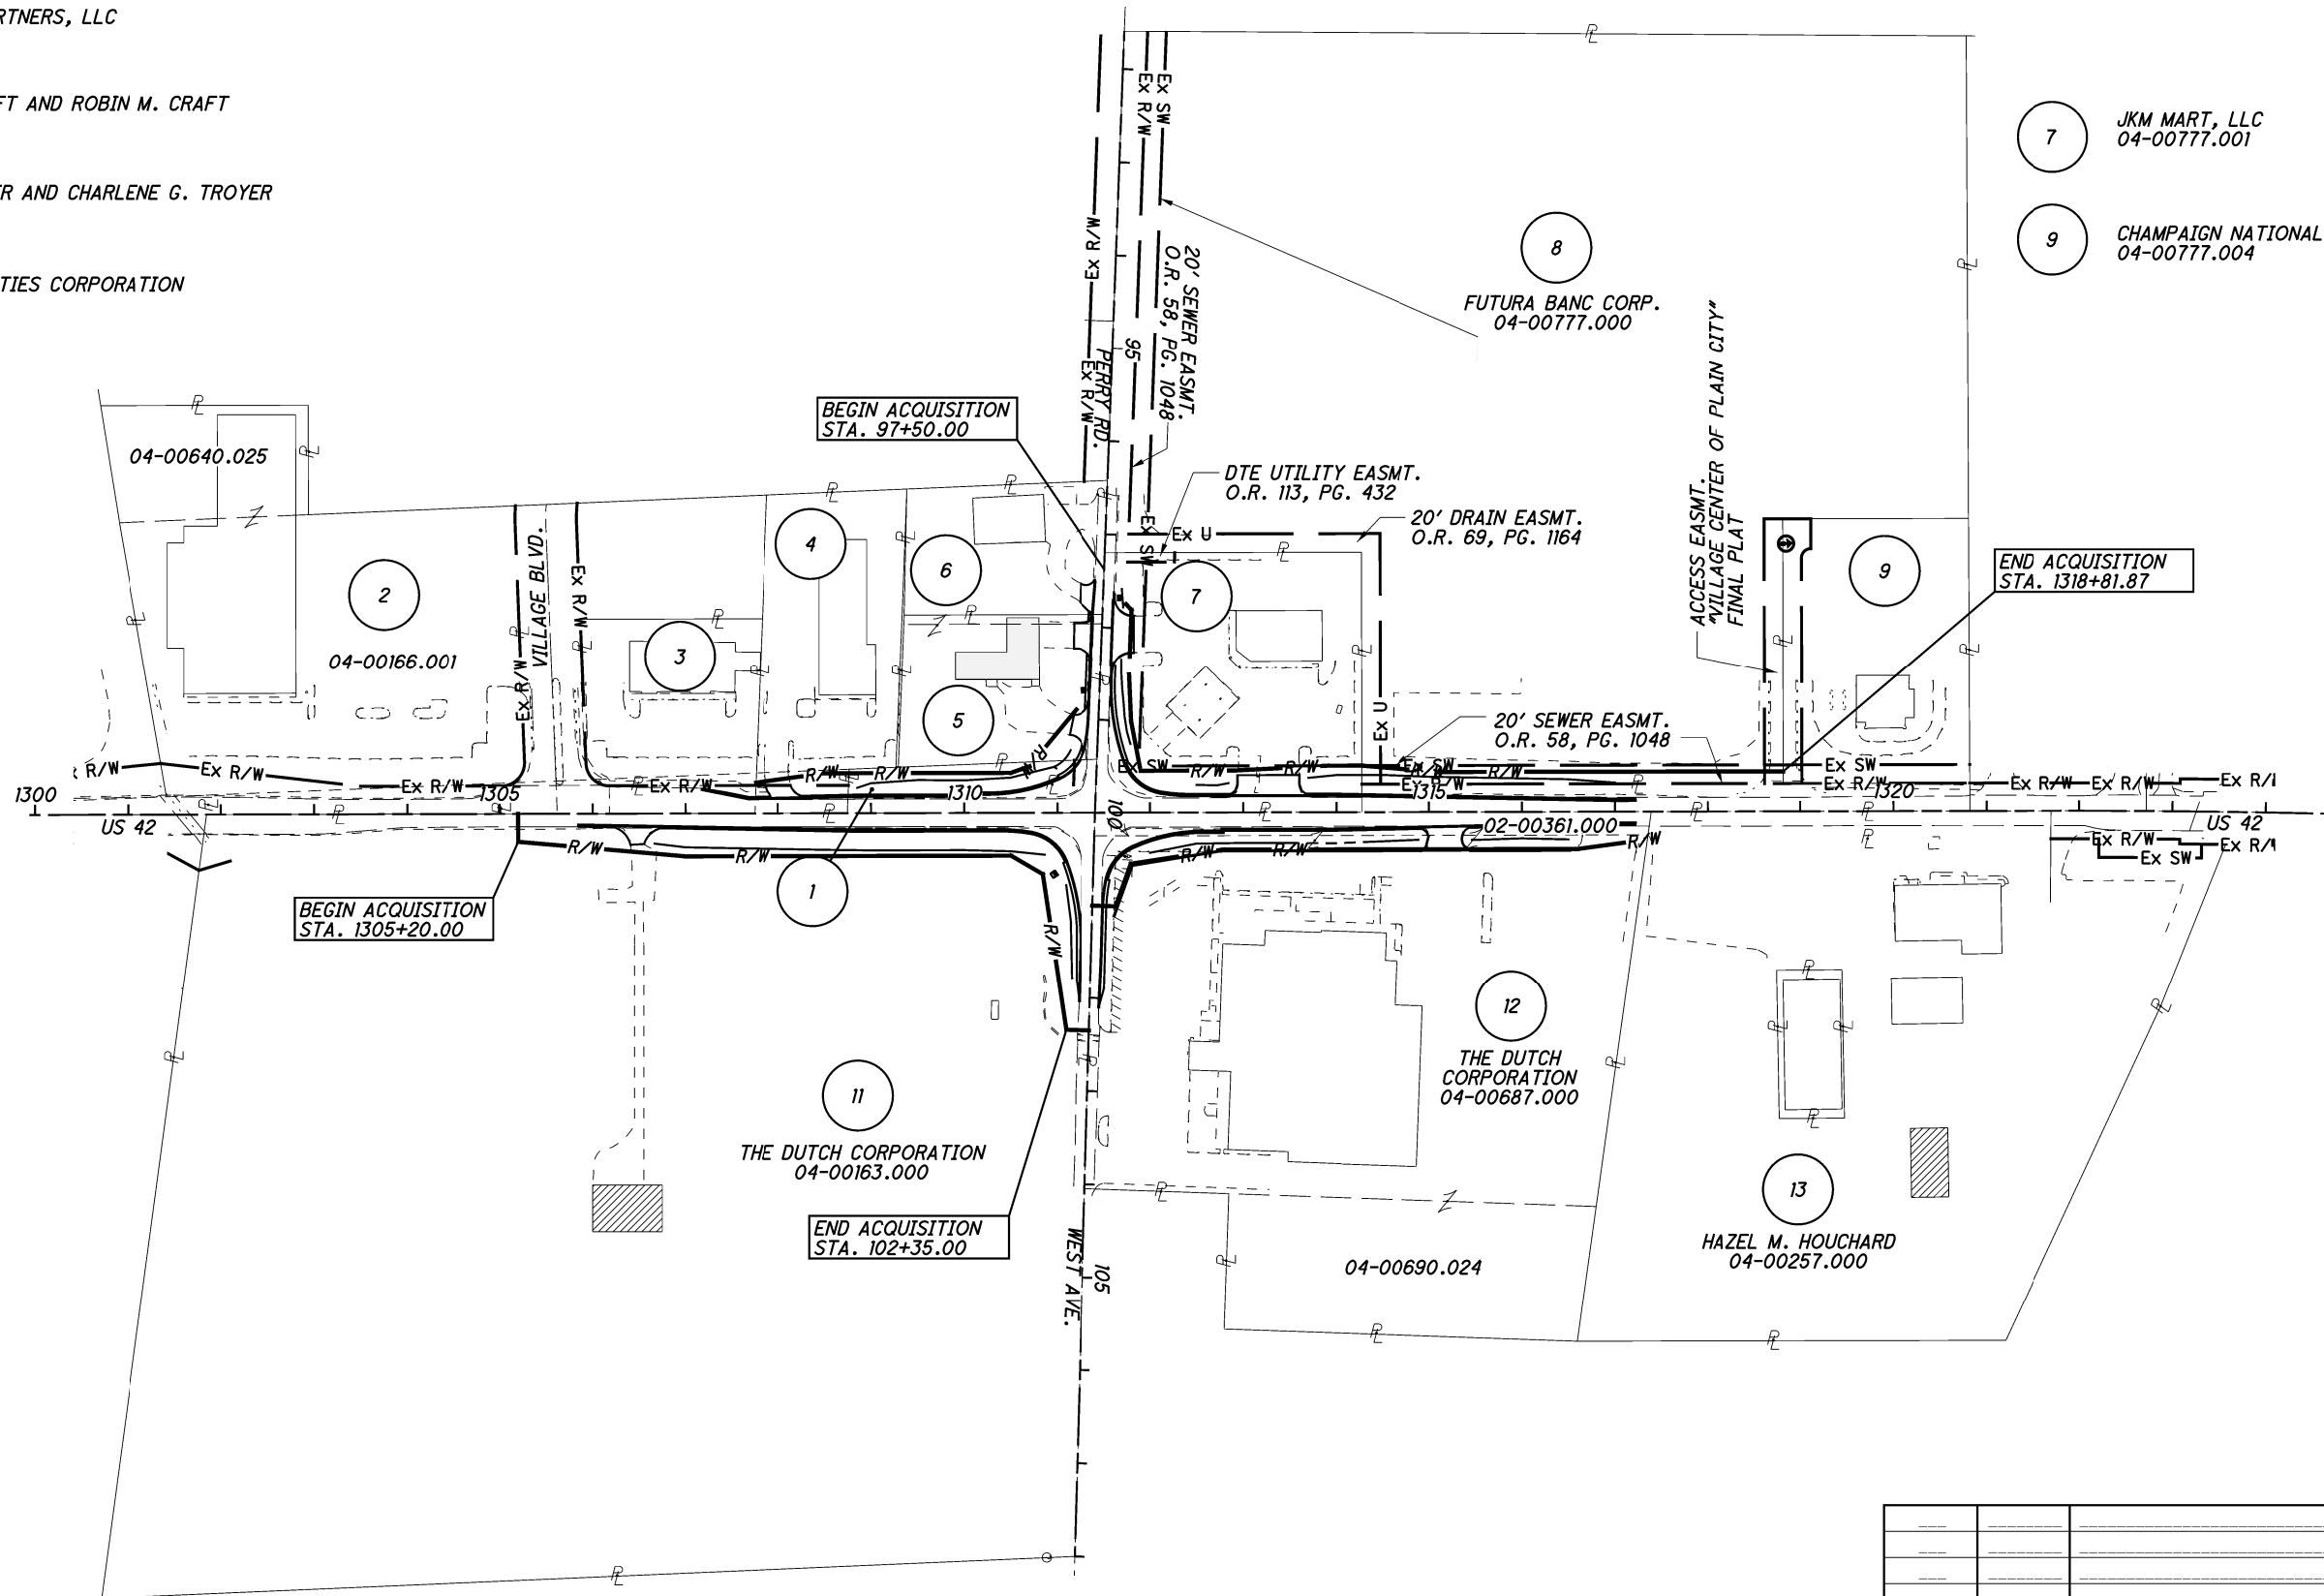 RTNERS, LLC
FT AND ROBIN M. CRAFT
R AND CHARLENE G. TROYER
TIES CORPORATION
7
JKM MART, LLC
04-00777.001
9
CHAMPAIGN NATIONAL
04-00777.004
Ex SW
Ex R/W
Ex R/W
Ex R/W
20' SEWER EASMT.
O.R. 58, PG. 1048
8
FUTURA BANC CORP.
04-00777.000
95
PERRY RD.
Ex R/W
BEGIN ACQUISITION
STA. 97+50.00
04-00640.025
DTE UTILITY EASMT.
O.R. 113, PG. 432
20' DRAIN EASMT.
O.R. 69, PG. 1164
ACCESS EASMT.
"VILLAGE CENTER OF PLAIN CITY"
FINAL PLAT
END ACQUISITION
STA. 1318+81.87
Ex U
Ex SW
VILLAGE BLVD.
Ex R/W
Ex R/W
2
04-00166.001
3
4
6
5
7
9
Ex U
20' SEWER EASMT.
O.R. 58, PG. 1048
R/W
R/W
Ex R/W
Ex R/W
Ex R/W
R/W
R/W
Ex SW
R/W
R/W
Ex SW
R/W
R/W
Ex R/W
Ex SW
Ex R/W
Ex R/W
Ex R/W
Ex R/
1300
1305
1310
1315
1320
US 42
US 42
100
02-00361.000
R/W
R/W
R/W
R/W
R/W
Ex R/W
Ex SW
Ex R/
1
BEGIN ACQUISITION
STA. 1305+20.00
R/W
12
THE DUTCH
CORPORATION
04-00687.000
11
THE DUTCH CORPORATION
04-00163.000
13
HAZEL M. HOUCHARD
04-00257.000
END ACQUISITION
STA. 102+35.00
WEST AVE.
105
04-00690.024